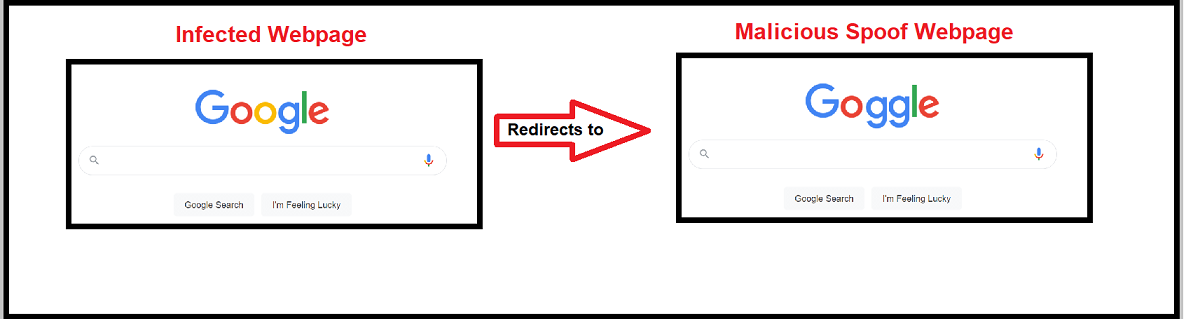 Infected Webpage
Google
Google Search I'm Feeling Lucky
Redirects to
Malicious Spoof Webpage
Goggle
Google Search I'm Feeling Lucky